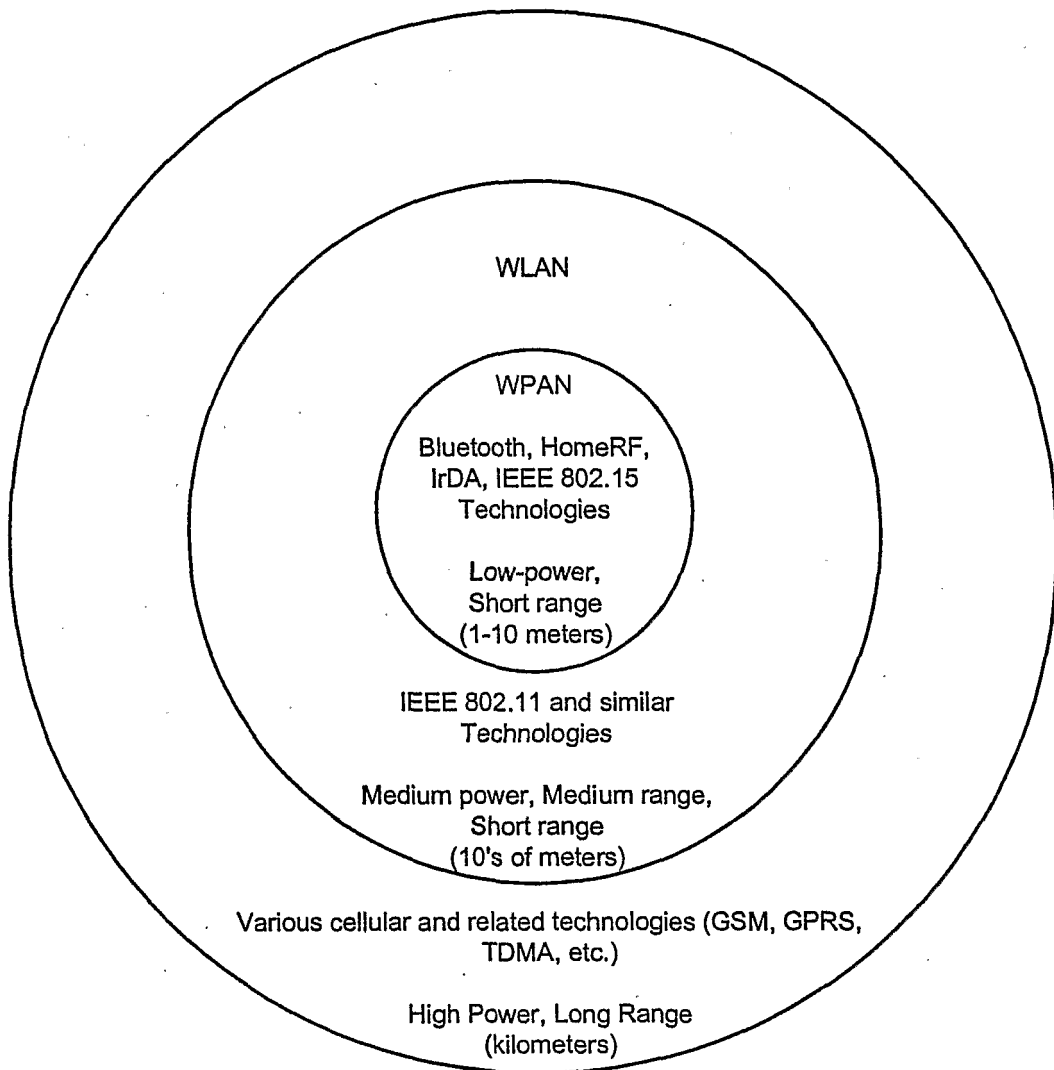 WLAN
WPAN
Bluetooth, HomeRF,
IrDA, IEEE 802.15
Technologies
Low-power,
Short range
(1-10 meters)
IEEE 802.11 and similar
Technologies
Medium power, Medium range,
Short range
(10's of meters)
Various cellular and related technologies (GSM, GPRS,
TDMA, etc.)
High Power, Long Range
(kilometers)